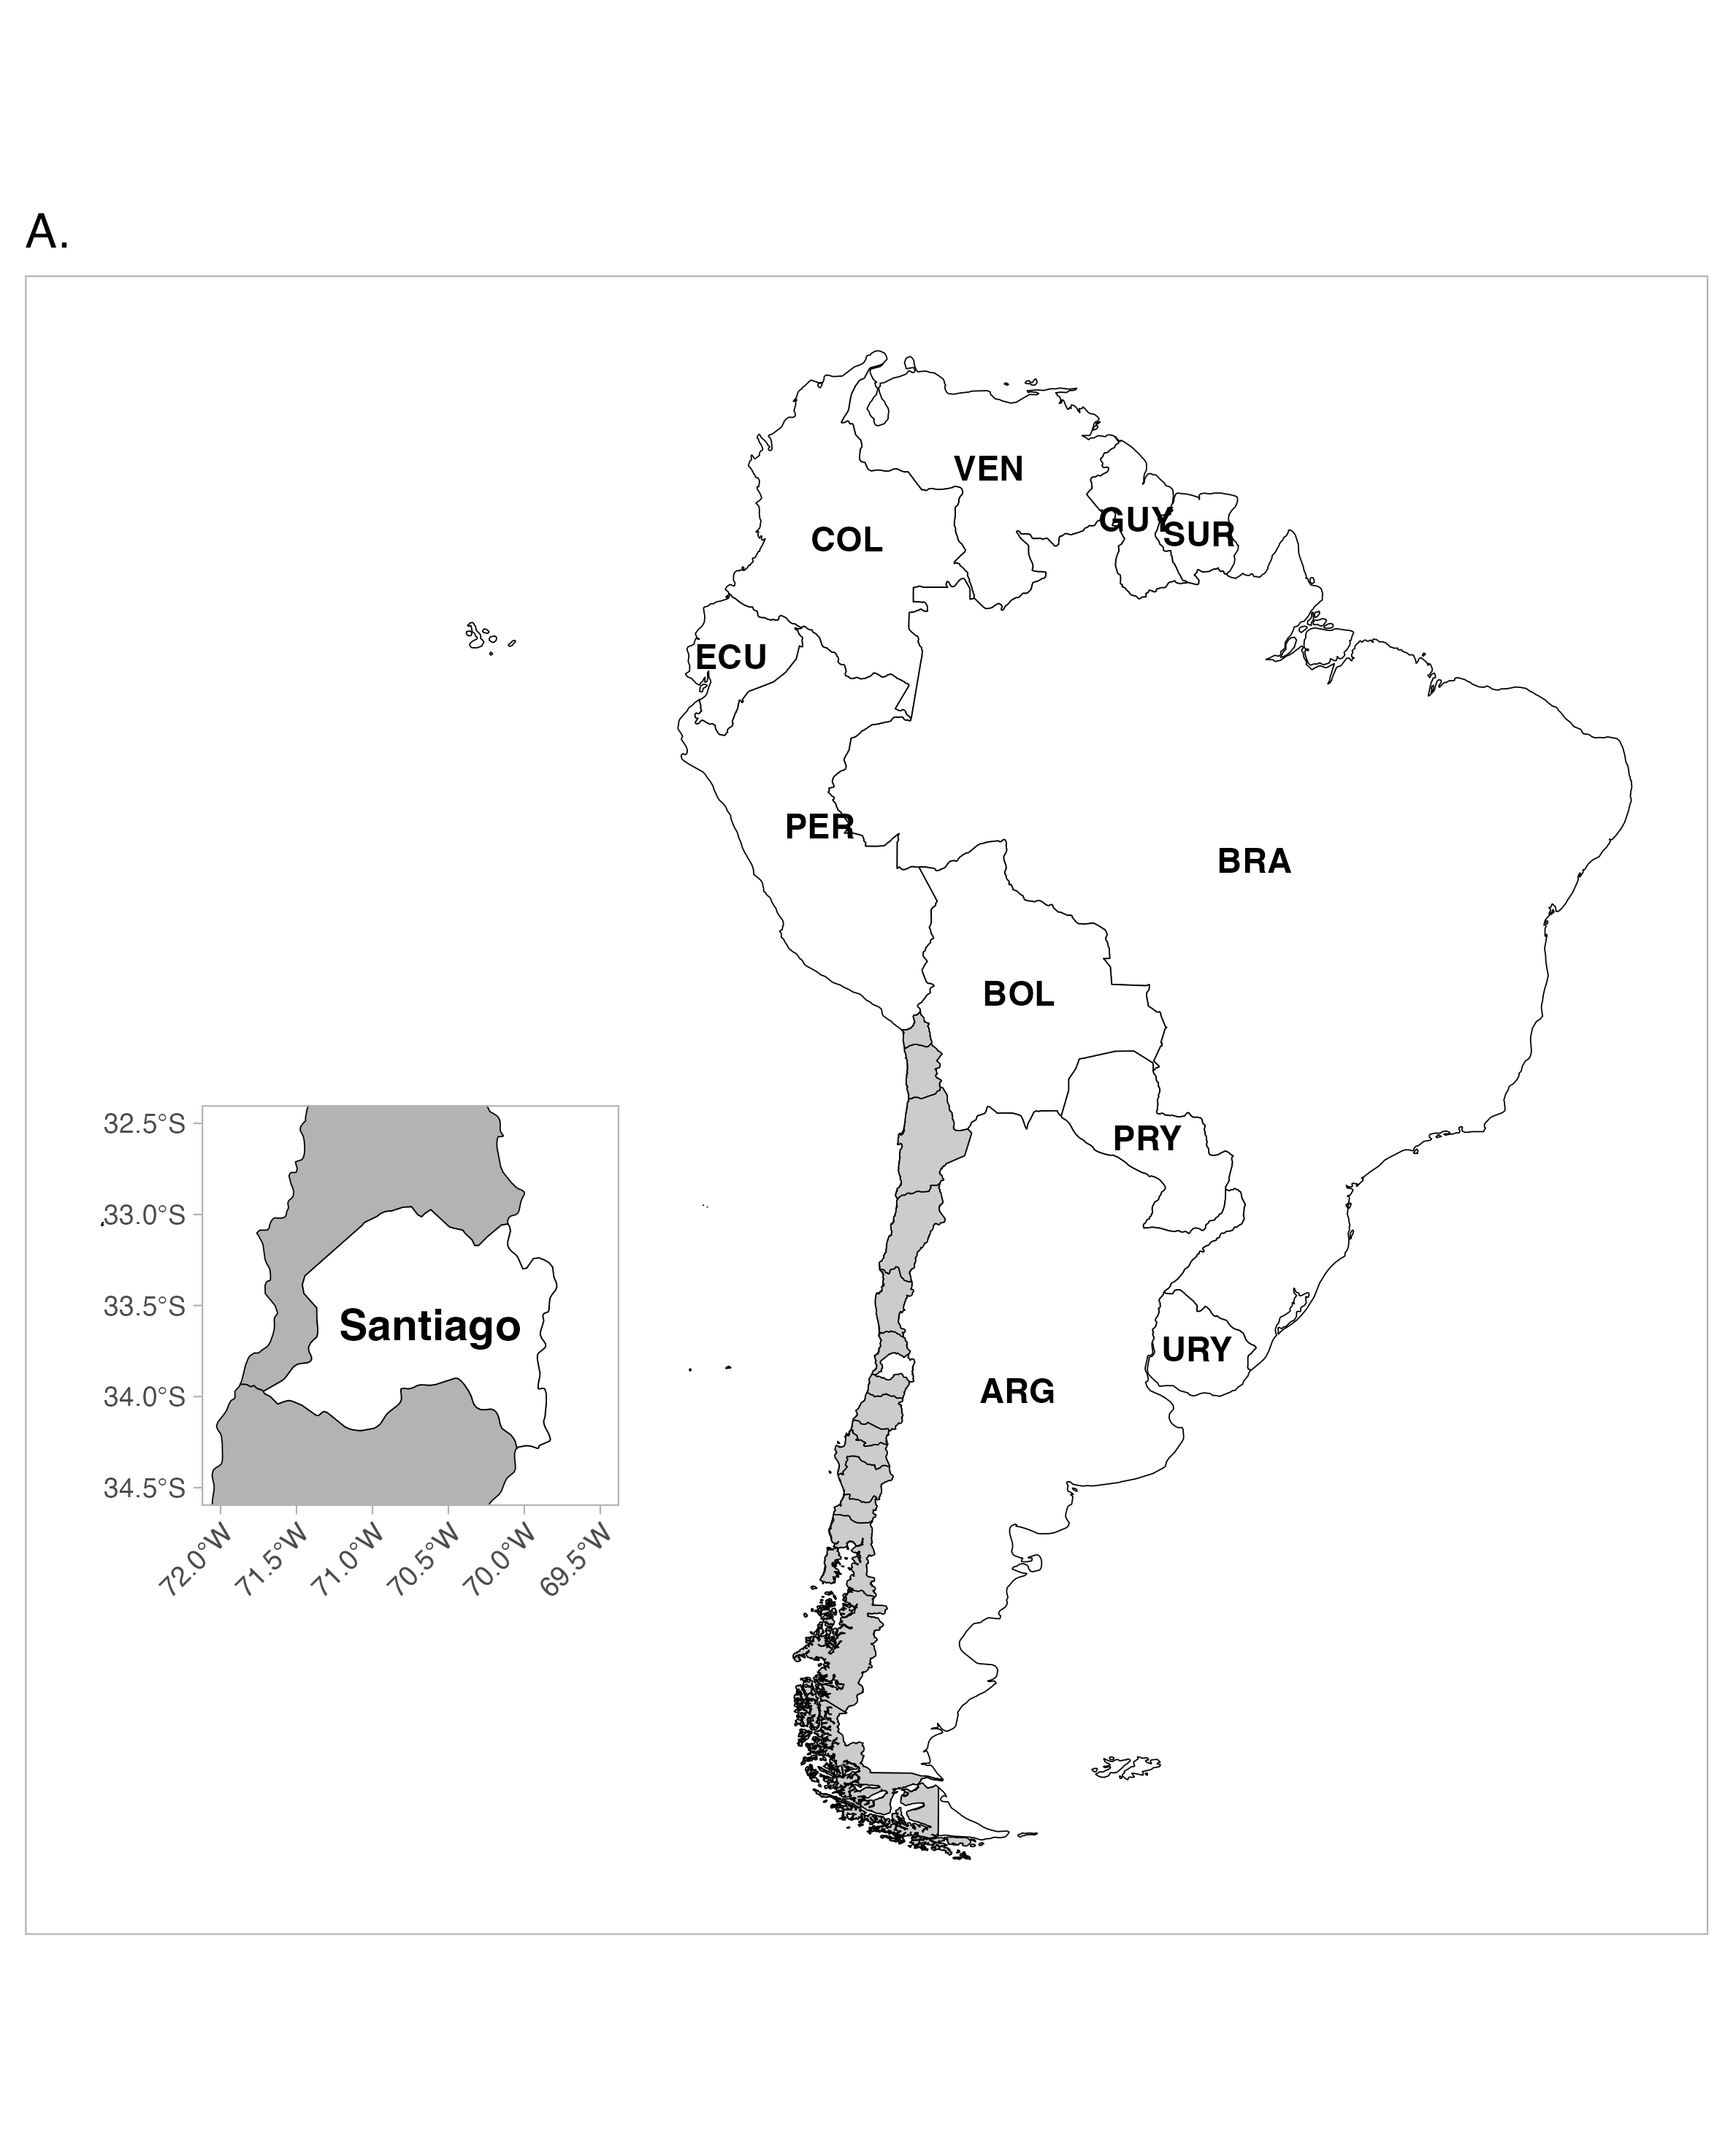 A.
VEN
GUY
SUR
COL
ECU
PER
BRA
BOL
PRY
URY
ARG
32.5°S
33.0°S
33.5°S
34.0°S
34.5°S
Santiago
72.0°W
71.5°W
71.0°W
70.5°W
70.0°W
69.5°W